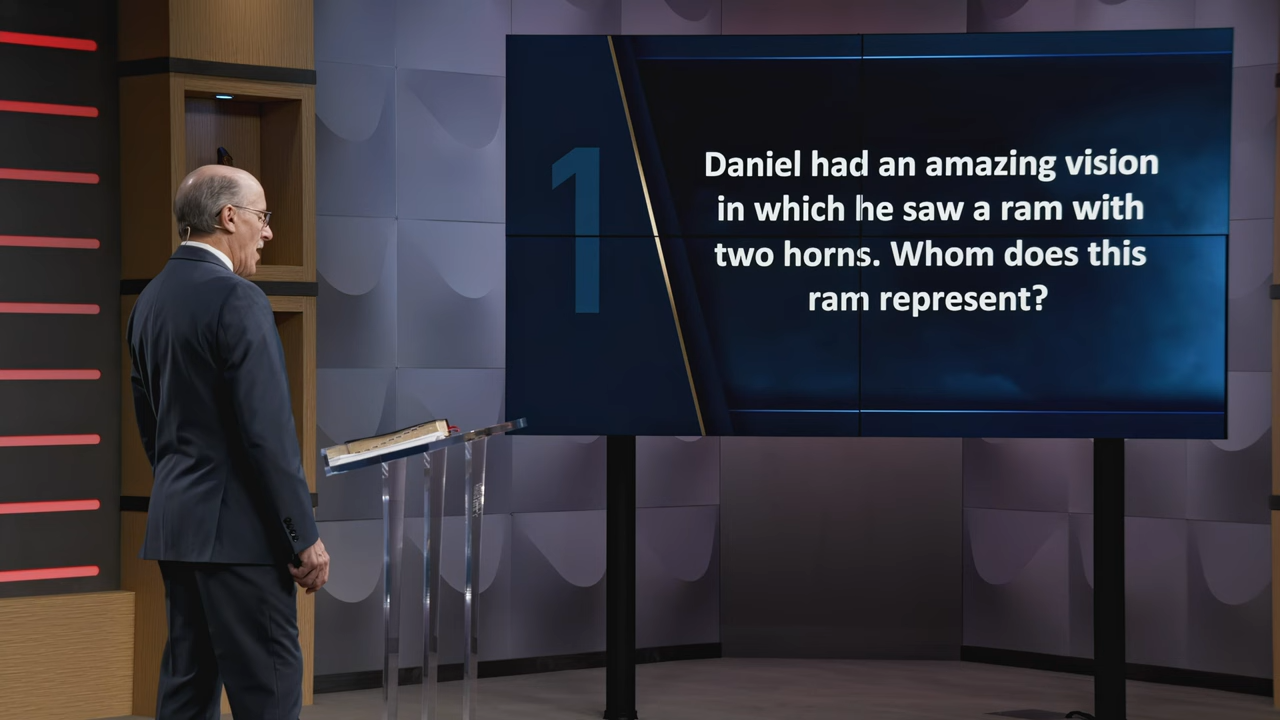 1
Daniel had an amazing vision
in which he saw a ram with
two horns. Whom does this
ram represent?